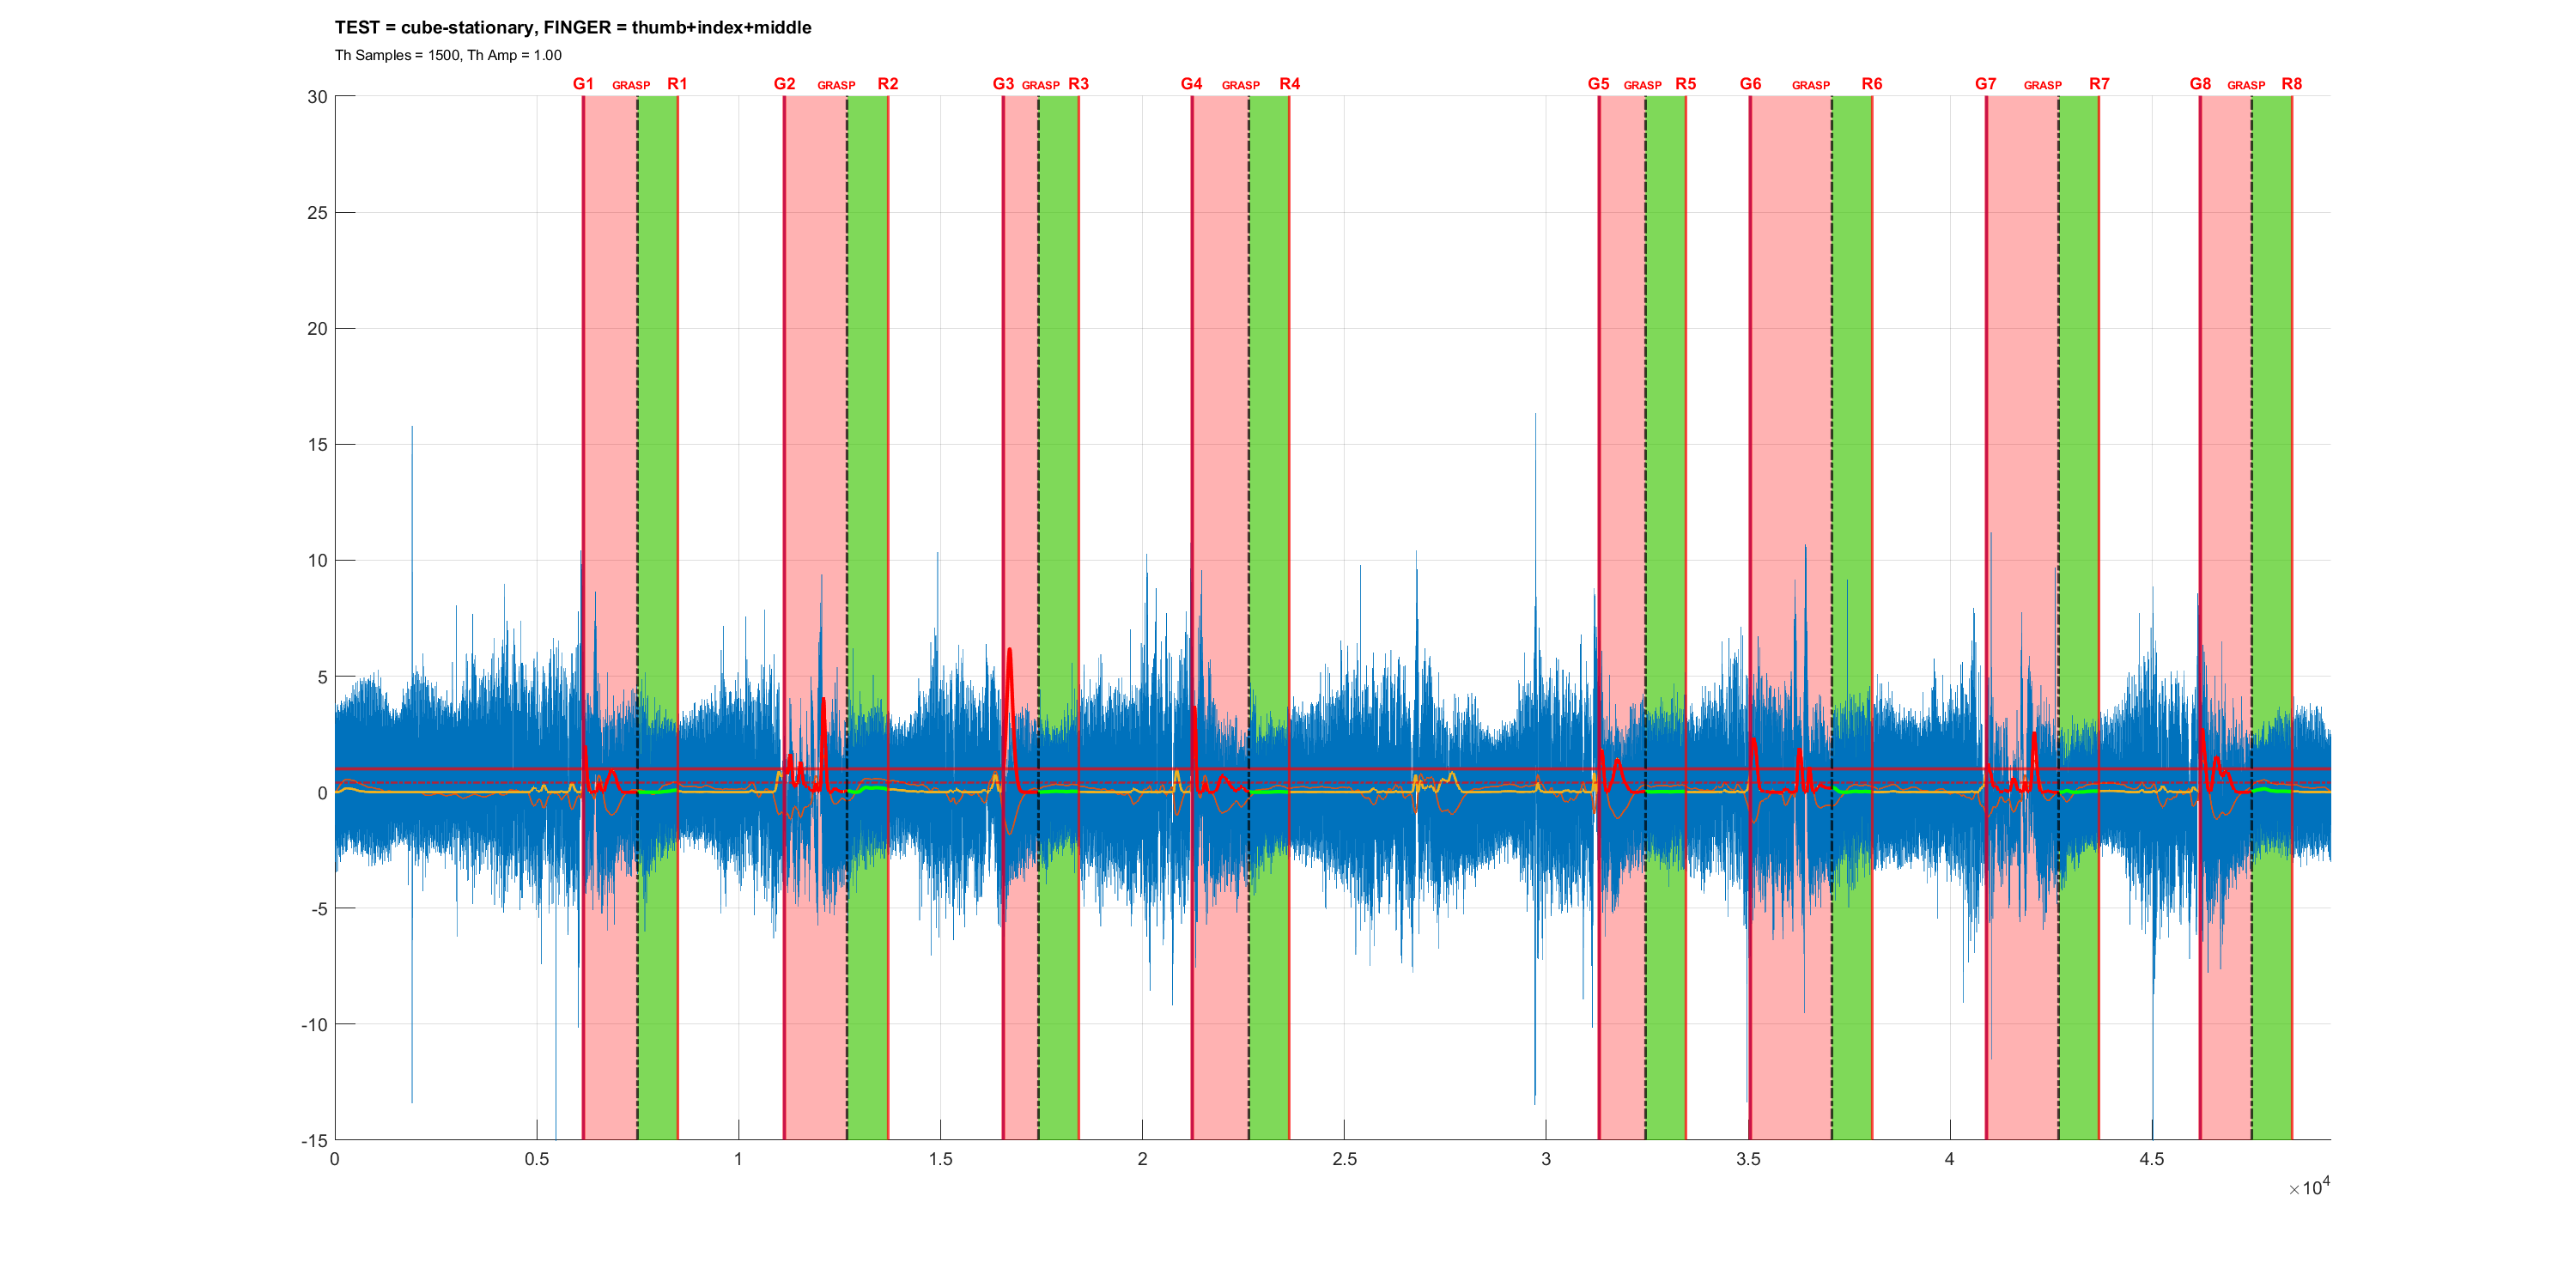 TEST = cube-stationary, FINGER = thumb+index+middle
Th Samples = 1500, Th Amp = 1.00
G1 GRASP R1 G2 GRASP R2 G3 GRASP R3 G4 GRASP R4 G5 GRASP R5 G6 GRASP R6 G7 GRASP R7 G8 GRASP R8
30
25
20
15
10
5
0
-5
-10
-15
0 0.5 1 1.5 2 2.5 3 3.5 4 4.5
×10⁴